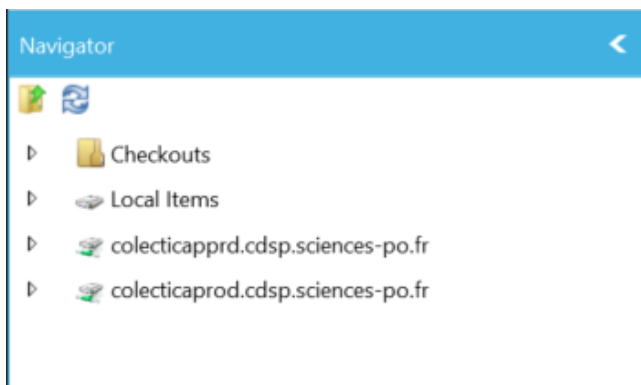 Navigator
Checkouts
Local Items
colecticapprd.cdsp.sciences-po.fr
colecticaprod.cdsp.sciences-po.fr